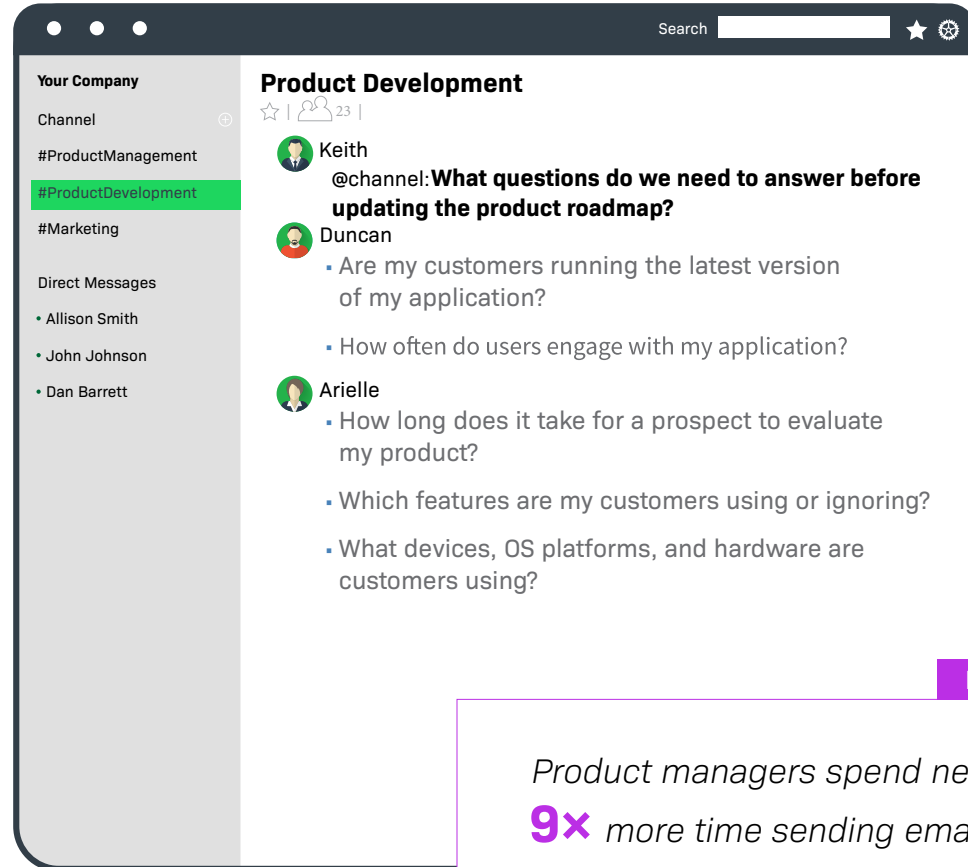 Search
Your Company
Channel
#ProductManagement
#ProductDevelopment
#Marketing
Direct Messages
• Allison Smith
• John Johnson
• Dan Barrett
Product Development
| 23 |
Keith
@channel:What questions do we need to answer before
updating the product roadmap?
Duncan
▪ Are my customers running the latest version
of my application?
▪ How often do users engage with my application?
Arielle
▪ How long does it take for a prospect to evaluate
my product?
▪ Which features are my customers using or ignoring?
▪ What devices, OS platforms, and hardware are
customers using?
Product managers spend
9× more time sending